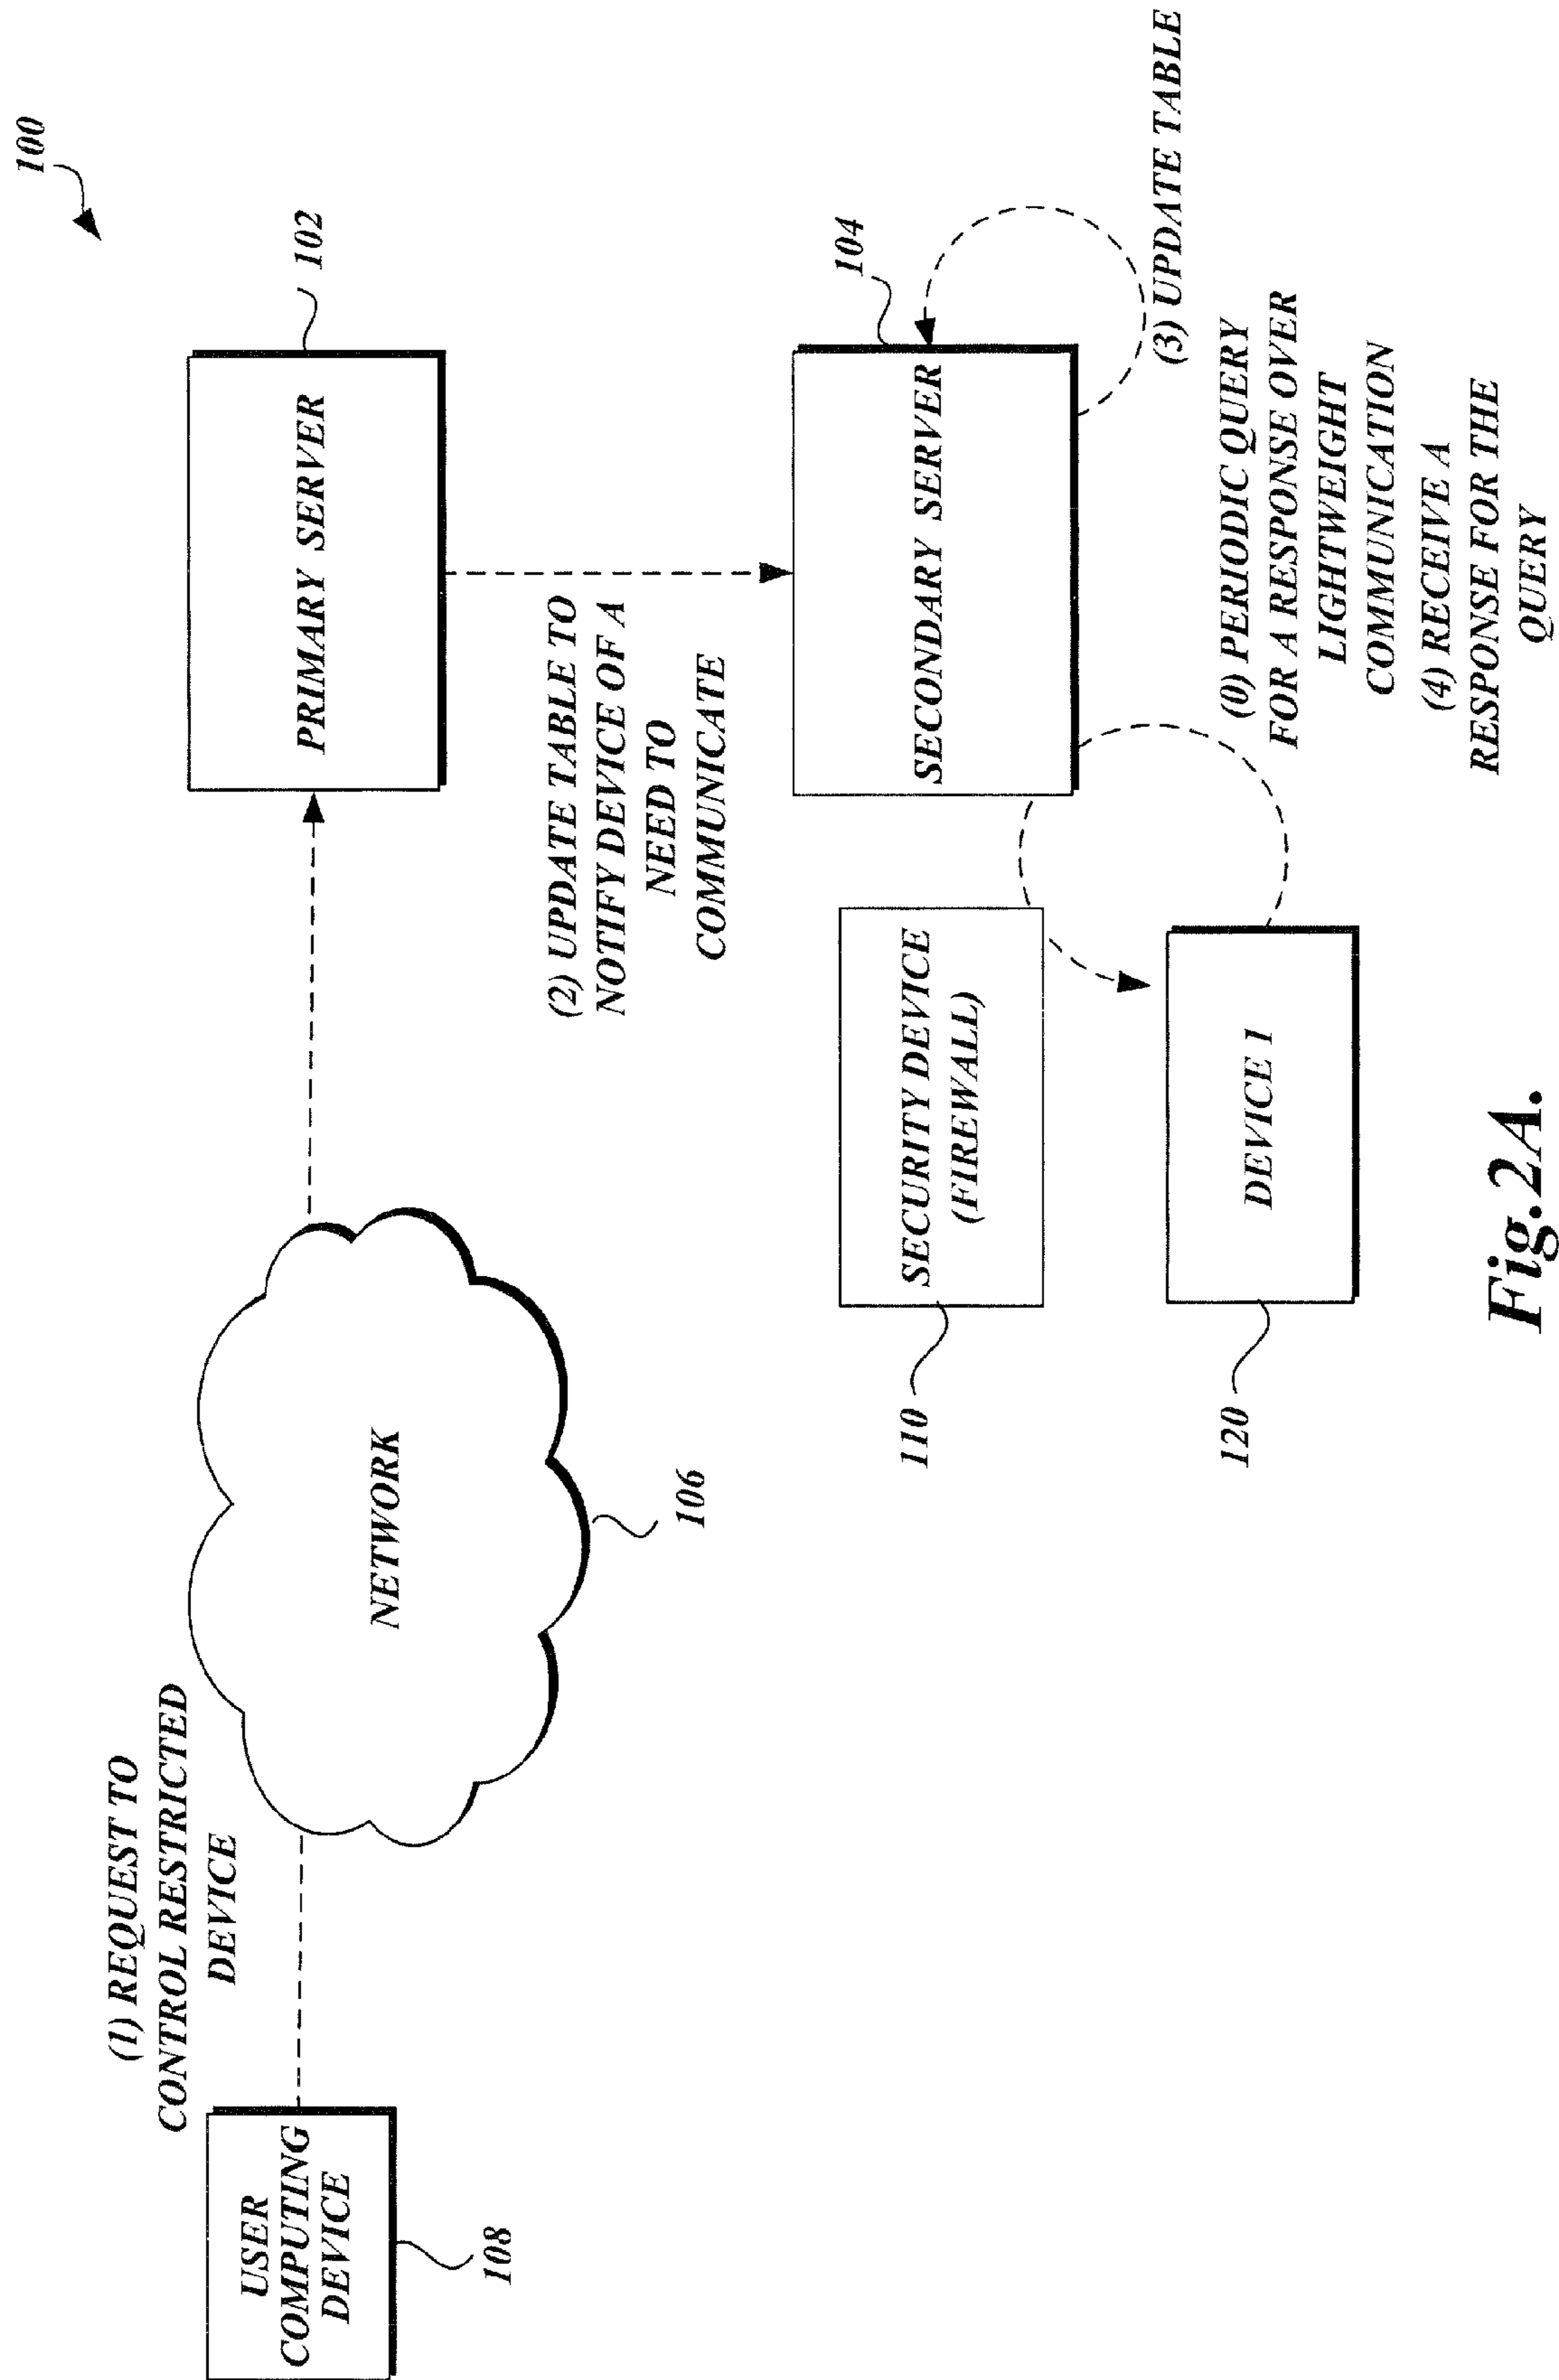 100
(1) REQUEST TO
CONTROL RESTRICTED
DEVICE
USER
COMPUTING
DEVICE
108
NETWORK
106
PRIMARY SERVER
102
(2) UPDATE TABLE TO
NOTIFY DEVICE OF A
NEED TO
COMMUNICATE
SECONDARY SERVER
104
(3) UPDATE TABLE
SECURITY DEVICE
(FIREWALL)
110
DEVICE 1
120
(0) PERIODIC QUERY
FOR A RESPONSE OVER
LIGHTWEIGHT
COMMUNICATION
(4) RECEIVE A
RESPONSE FOR THE
QUERY
Fig.2A.